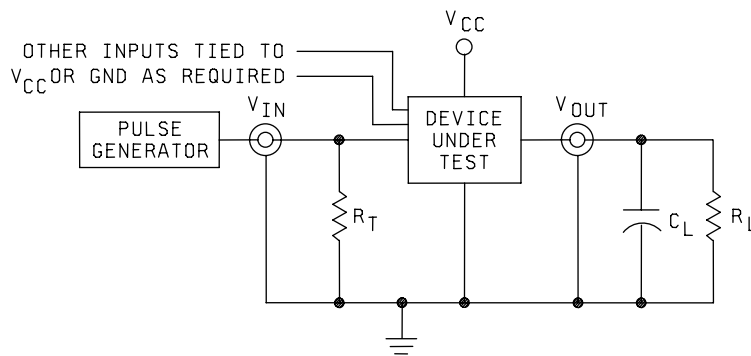 VCC
OTHER INPUTS TIED TO
VCC OR GND AS REQUIRED
VIN
VOUT
PULSE
GENERATOR
DEVICE
UNDER
TEST
RT
CL
RL